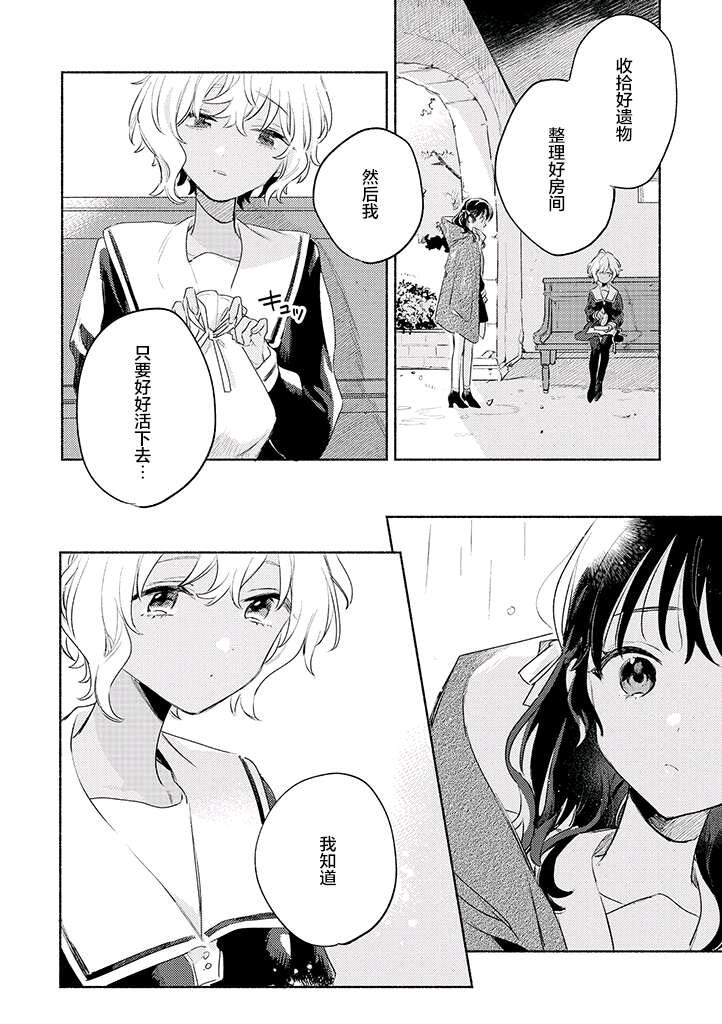 收拾好遗物
整理好房间
然后我
キュッ
只要好好活下去…
我知道